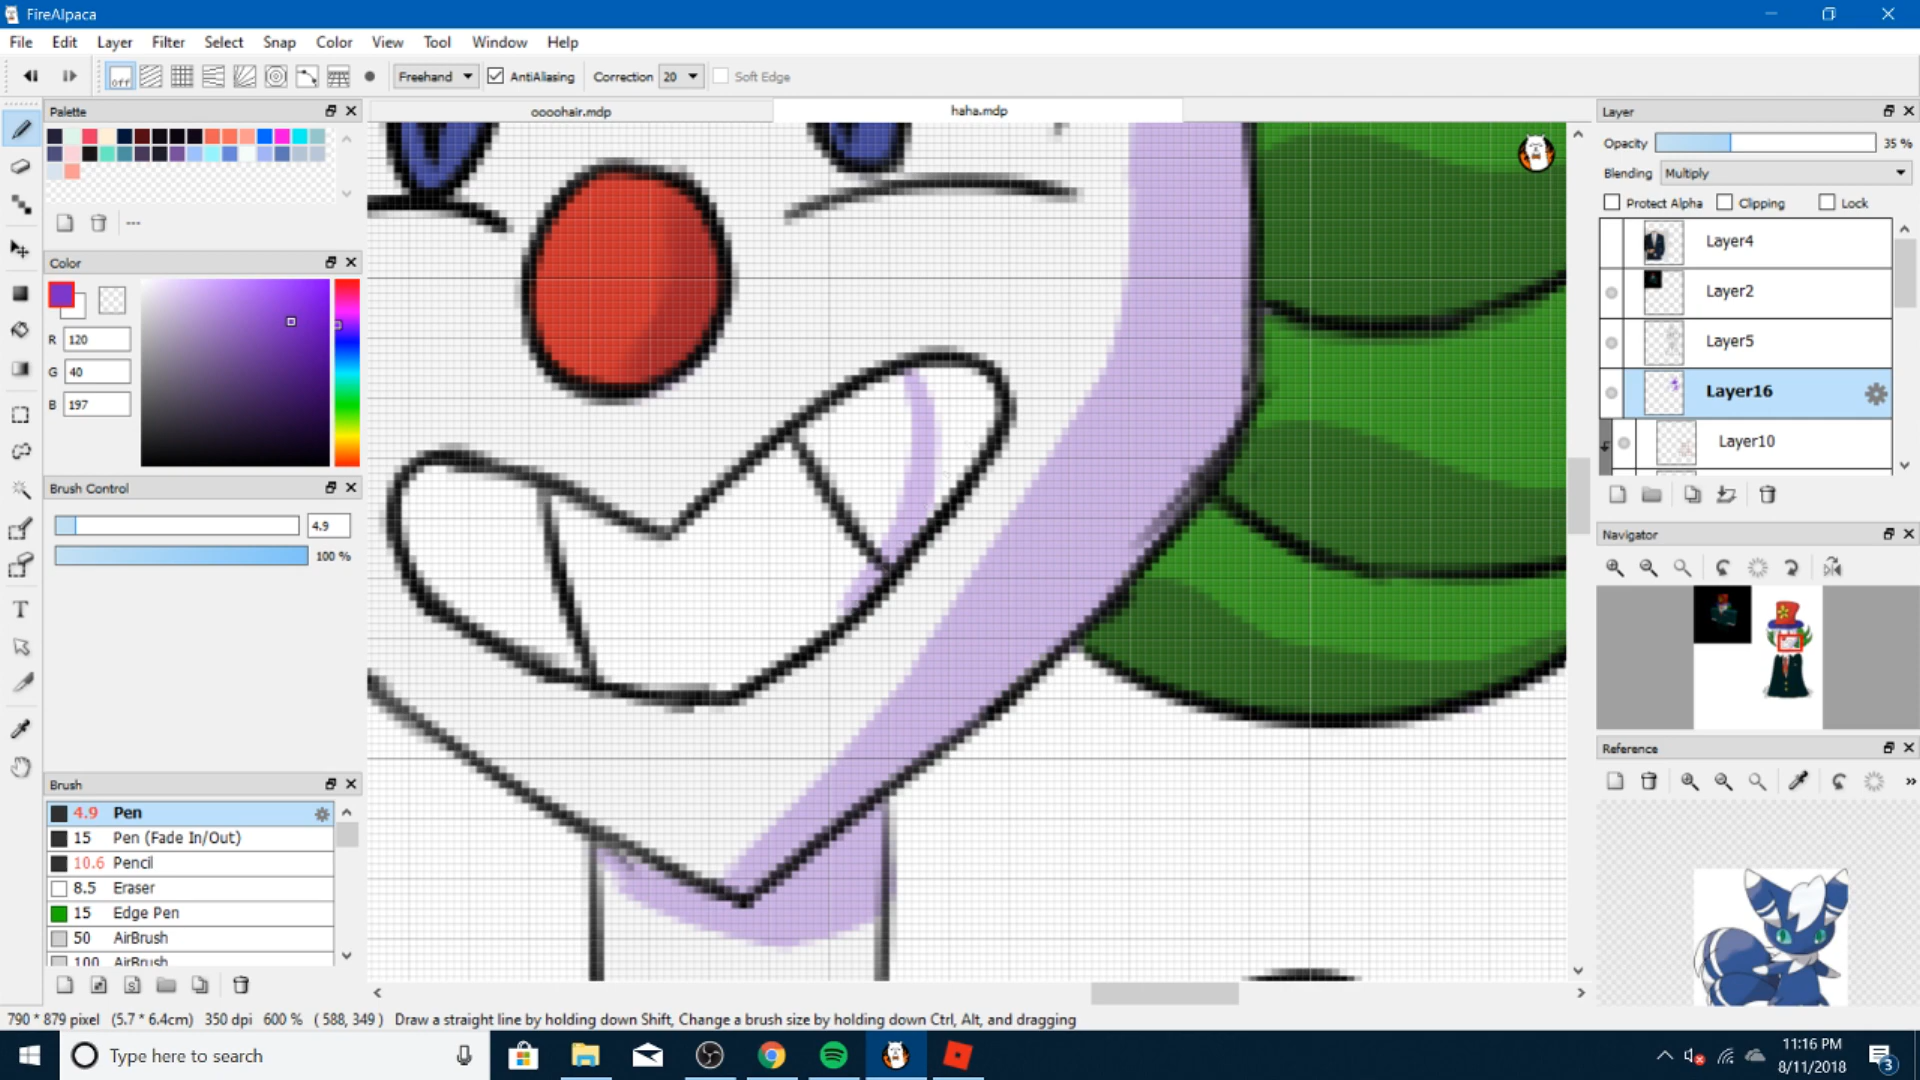 FireAlpaca
File Edit Layer Filter Select Snap Color View Tool Window Help
off Freehand AntiAliasing Correction 20 Soft Edge
Palette
oooohair.mdp
haha.mdp
Layer
Opacity 35 %
Blending Multiply
Protect Alpha Clipping Lock
Layer4
Layer2
Layer5
Layer16
Layer10
Color
R 120
G 40
B 197
Brush Control
4.9
100 %
Navigator
Reference
»
Brush
4.9 Pen
15 Pen (Fade In/Out)
10.6 Pencil
8.5 Eraser
15 Edge Pen
50 AirBrush
100 AirBrush
790 * 879 pixel (5.7 * 6.4cm) 350 dpi 600 % ( 588, 349 ) Draw a straight line by holding down Shift, Change a brush size by holding down Ctrl, Alt, and dragging
Type here to search
11:16 PM
8/11/2018
3